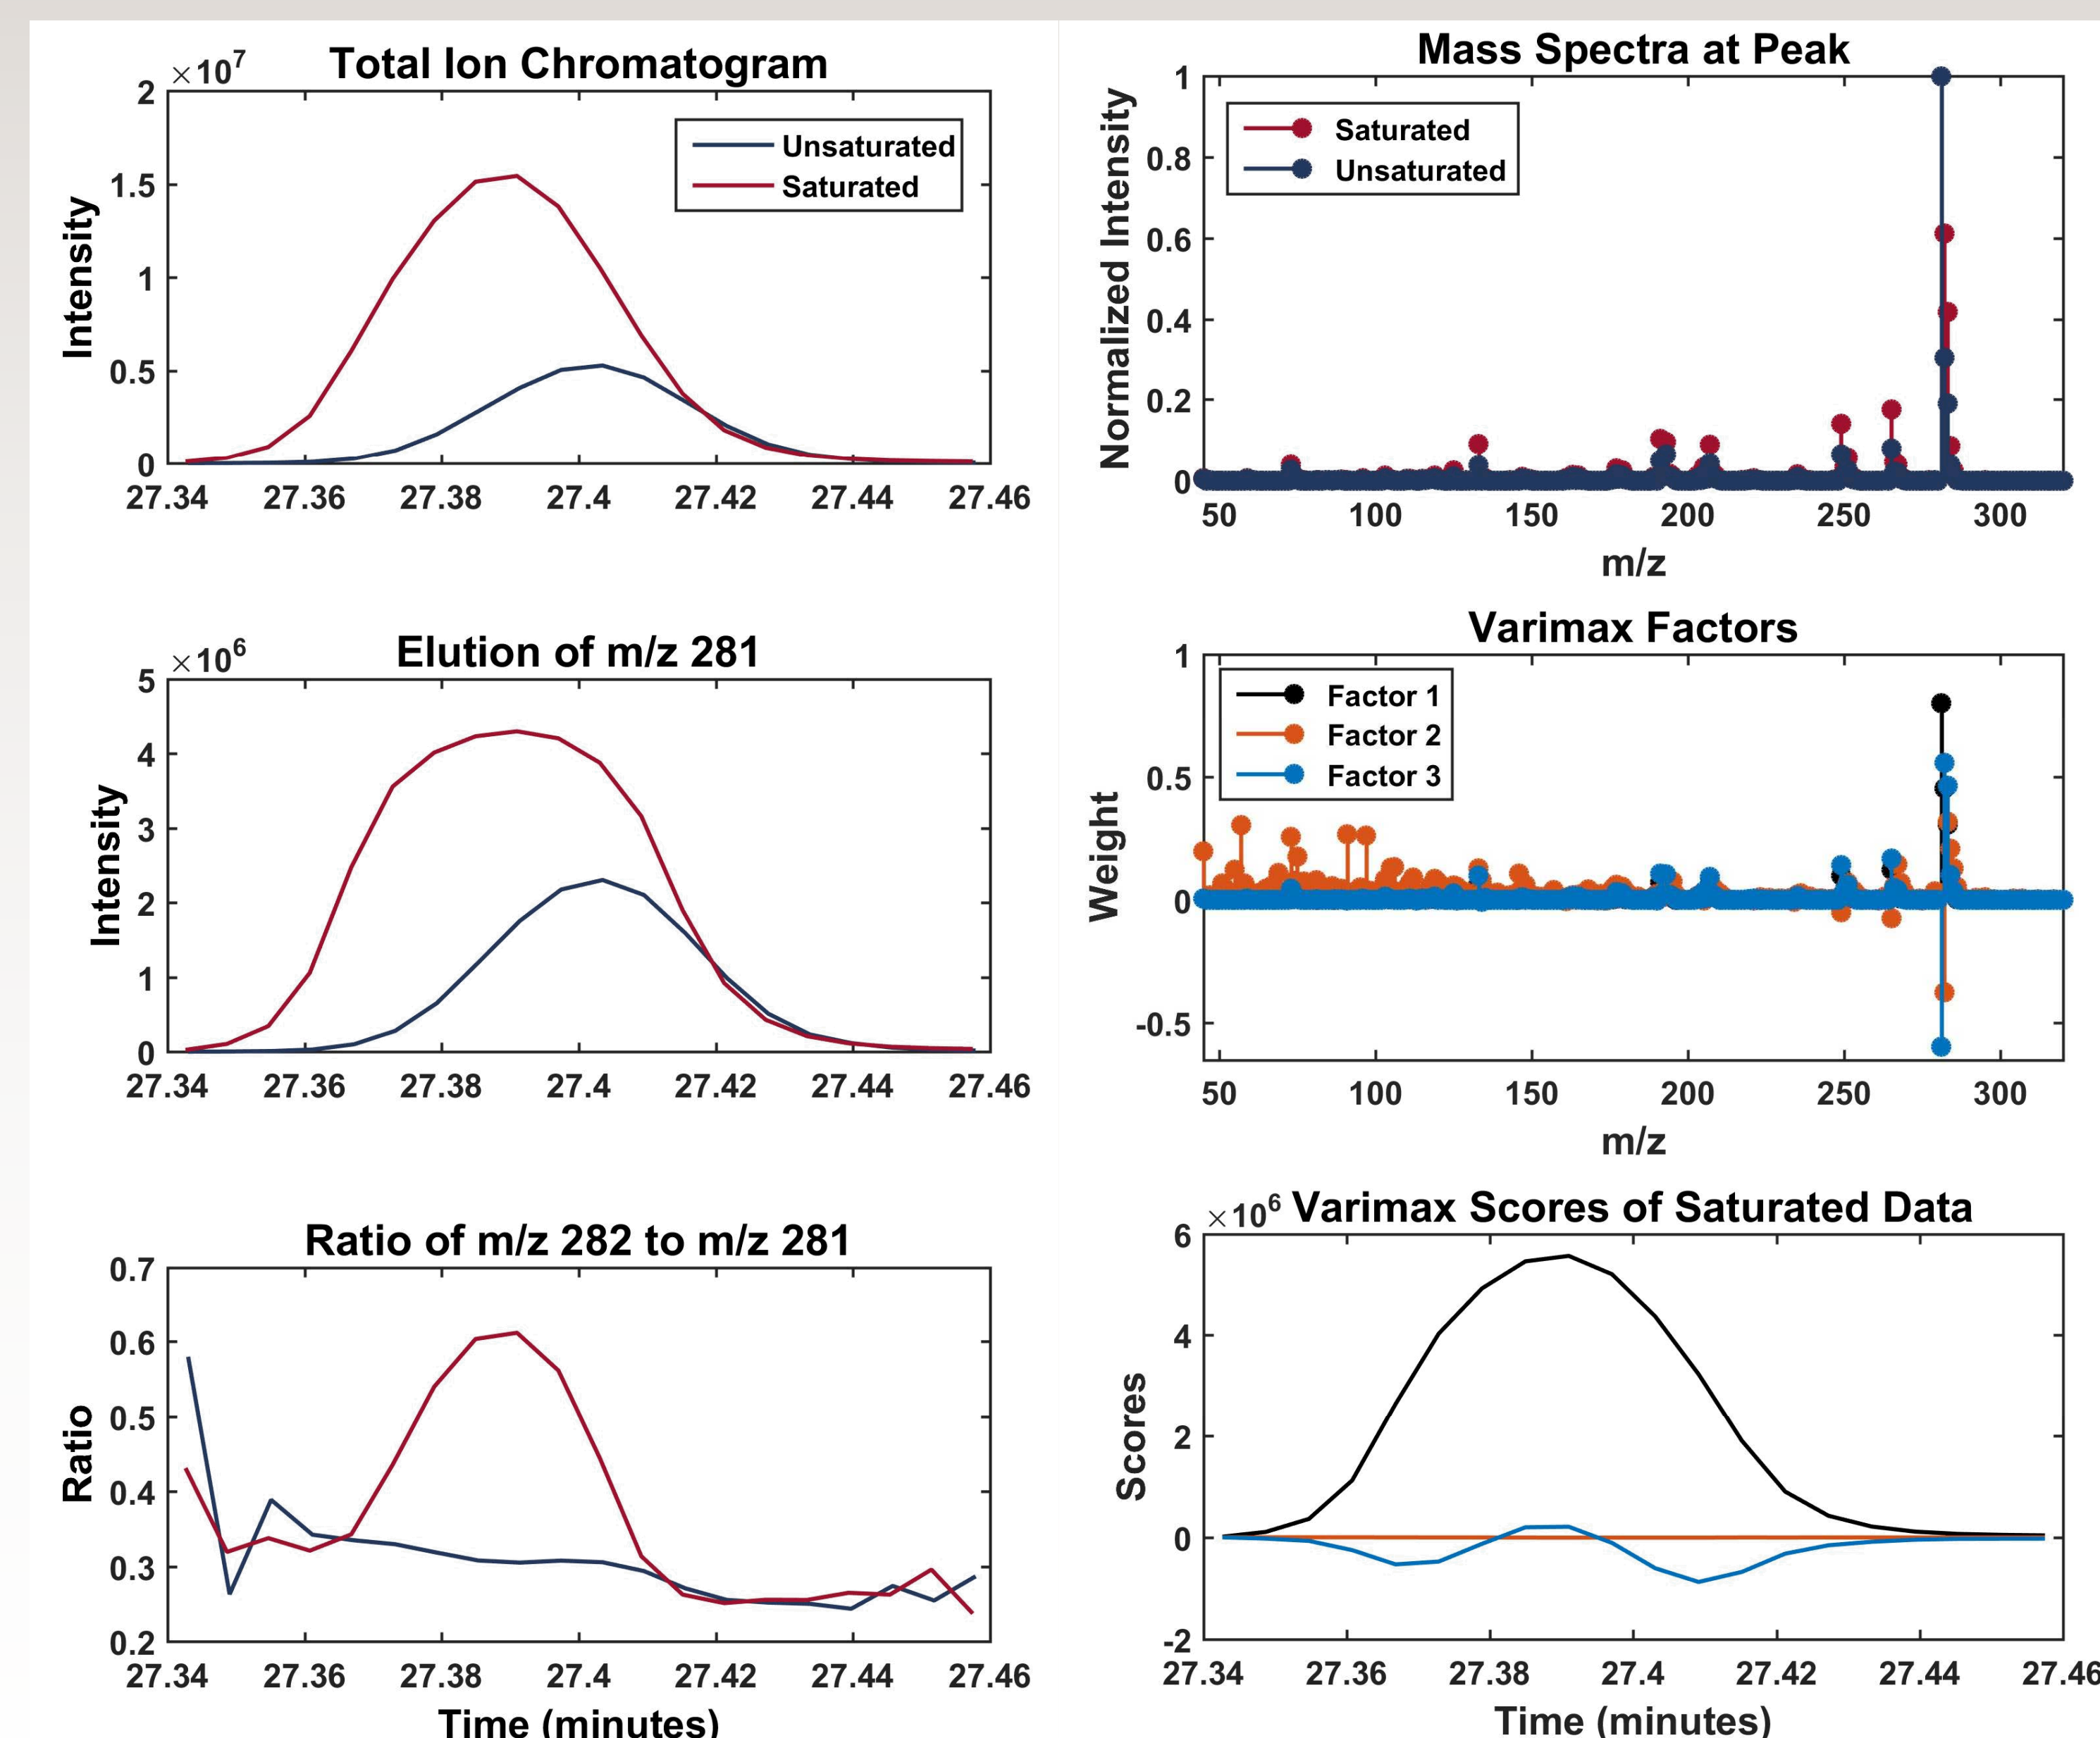 Total Ion Chromatogram
×10⁷
2
1.5
1
0.5
0
Intensity
Unsaturated
Saturated
27.34 27.36 27.38 27.4 27.42 27.44 27.46
Elution of m/z 281
×10⁶
5
4
3
2
1
0
Intensity
27.34 27.36 27.38 27.4 27.42 27.44 27.46
Ratio of m/z 282 to m/z 281
0.7
0.6
0.5
0.4
0.3
0.2
Ratio
27.34 27.36 27.38 27.4 27.42 27.44 27.46
Time (minutes)
Mass Spectra at Peak
1
0.8
0.6
0.4
0.2
0
Normalized Intensity
Saturated
Unsaturated
50 100 150 200 250 300
m/z
Varimax Factors
1
0.5
0
-0.5
Weight
Factor 1
Factor 2
Factor 3
50 100 150 200 250 300
m/z
×10⁶ Varimax Scores of Saturated Data
6
4
2
0
-2
Scores
27.34 27.36 27.38 27.4 27.42 27.44 27.46
Time (minutes)